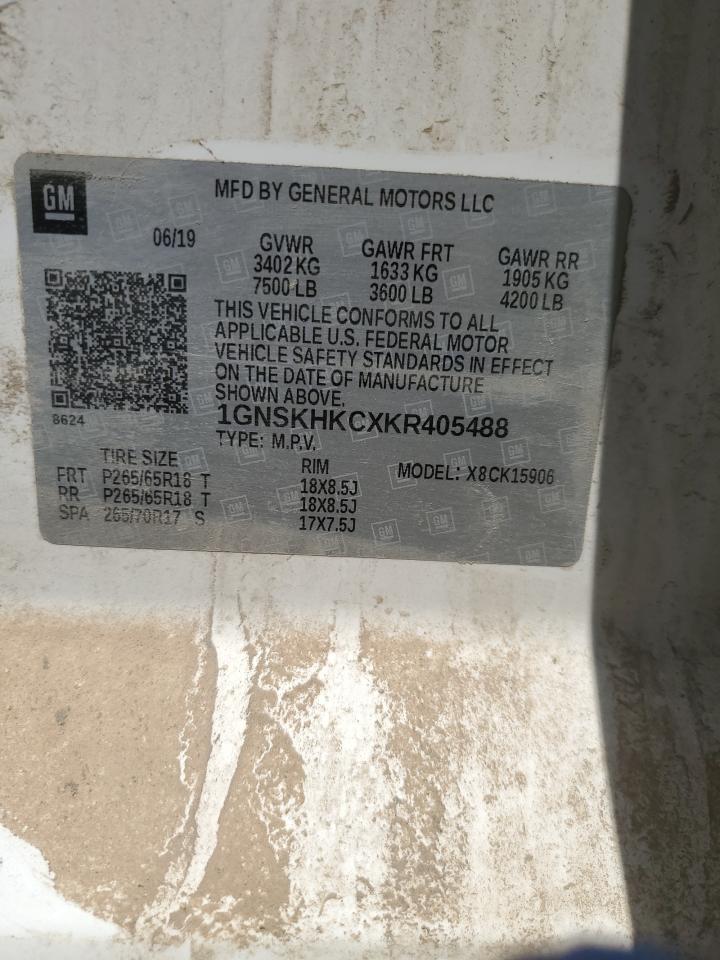 GM
MFD BY GENERAL MOTORS LLC
06/19
GVWR GAWR FRT GAWR RR
3402 KG 1633 KG 1905 KG
7500 LB 3600 LB 4200 LB
THIS VEHICLE CONFORMS TO ALL
APPLICABLE U.S. FEDERAL MOTOR
VEHICLE SAFETY STANDARDS IN EFFECT
ON THE DATE OF MANUFACTURE
SHOWN ABOVE.
8624
1GNSKHKCXKR405488
TYPE: M.P.V.
TIRE SIZE RIM MODEL: X8CK15906
FRT P265/65R18 T 18X8.5J
RR P265/65R18 T 18X8.5J
SPA 265/70R17 S 17X7.5J